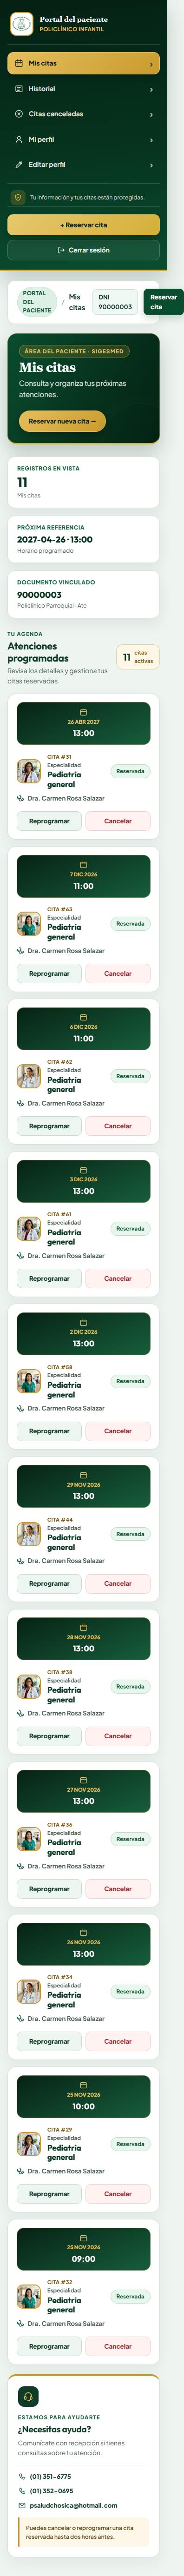 Portal del paciente
POLICLÍNICO INFANTIL
Mis citas
Historial
Citas canceladas
Mi perfil
Editar perfil
Tu información y tus citas están protegidas.
+ Reservar cita
Cerrar sesión
PORTAL
DEL
PACIENTE
/
Mis
citas
DNI
90000003
Reservar
cita
ÁREA DEL PACIENTE · SIGESMED
Mis citas
Consulta y organiza tus próximas
atenciones.
Reservar nueva cita →
REGISTROS EN VISTA
11
Mis citas
PRÓXIMA REFERENCIA
2027-04-26 · 13:00
Horario programado
DOCUMENTO VINCULADO
90000003
Policlínico Parroquial · Ate
TU AGENDA
Atenciones
programadas
Revisa los detalles y gestiona tus
citas reservadas.
11 citas
activas
26 ABR 2027
13:00
CITA #31
Especialidad
Pediatría
general
Reservada
Dra. Carmen Rosa Salazar
Reprogramar
Cancelar
7 DIC 2026
11:00
CITA #63
Especialidad
Pediatría
general
Reservada
Dra. Carmen Rosa Salazar
Reprogramar
Cancelar
6 DIC 2026
11:00
CITA #62
Especialidad
Pediatría
general
Reservada
Dra. Carmen Rosa Salazar
Reprogramar
Cancelar
3 DIC 2026
13:00
CITA #61
Especialidad
Pediatría
general
Reservada
Dra. Carmen Rosa Salazar
Reprogramar
Cancelar
2 DIC 2026
13:00
CITA #58
Especialidad
Pediatría
general
Reservada
Dra. Carmen Rosa Salazar
Reprogramar
Cancelar
29 NOV 2026
13:00
CITA #44
Especialidad
Pediatría
general
Reservada
Dra. Carmen Rosa Salazar
Reprogramar
Cancelar
28 NOV 2026
13:00
CITA #38
Especialidad
Pediatría
general
Reservada
Dra. Carmen Rosa Salazar
Reprogramar
Cancelar
27 NOV 2026
13:00
CITA #36
Especialidad
Pediatría
general
Reservada
Dra. Carmen Rosa Salazar
Reprogramar
Cancelar
26 NOV 2026
13:00
CITA #34
Especialidad
Pediatría
general
Reservada
Dra. Carmen Rosa Salazar
Reprogramar
Cancelar
25 NOV 2026
10:00
CITA #29
Especialidad
Pediatría
general
Reservada
Dra. Carmen Rosa Salazar
Reprogramar
Cancelar
25 NOV 2026
09:00
CITA #32
Especialidad
Pediatría
general
Reservada
Dra. Carmen Rosa Salazar
Reprogramar
Cancelar
ESTAMOS PARA AYUDARTE
¿Necesitas ayuda?
Comunícate con recepción si tienes
consultas sobre tu atención.
(01) 351-6775
(01) 352-0695
psaludchosica@hotmail.com
Puedes cancelar o reprogramar una cita
reservada hasta dos horas antes.